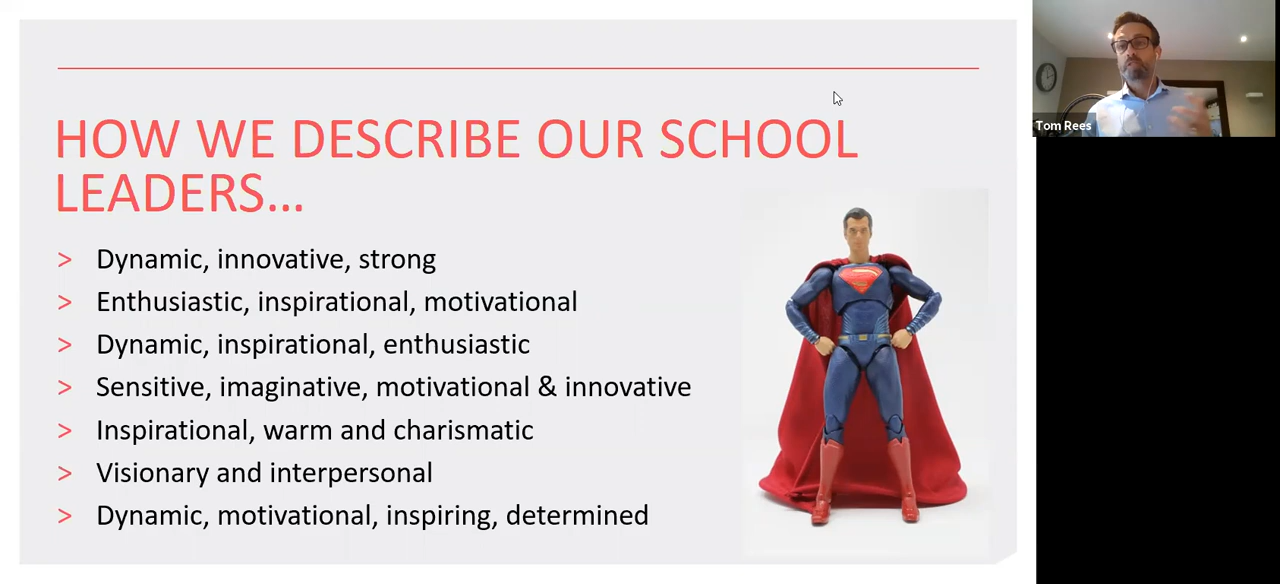 HOW WE DESCRIBE OUR SCHOOL
LEADERS...
> Dynamic, innovative, strong
> Enthusiastic, inspirational, motivational
> Dynamic, inspirational, enthusiastic
> Sensitive, imaginative, motivational & innovative
> Inspirational, warm and charismatic
> Visionary and interpersonal
> Dynamic, motivational, inspiring, determined
Tom Rees